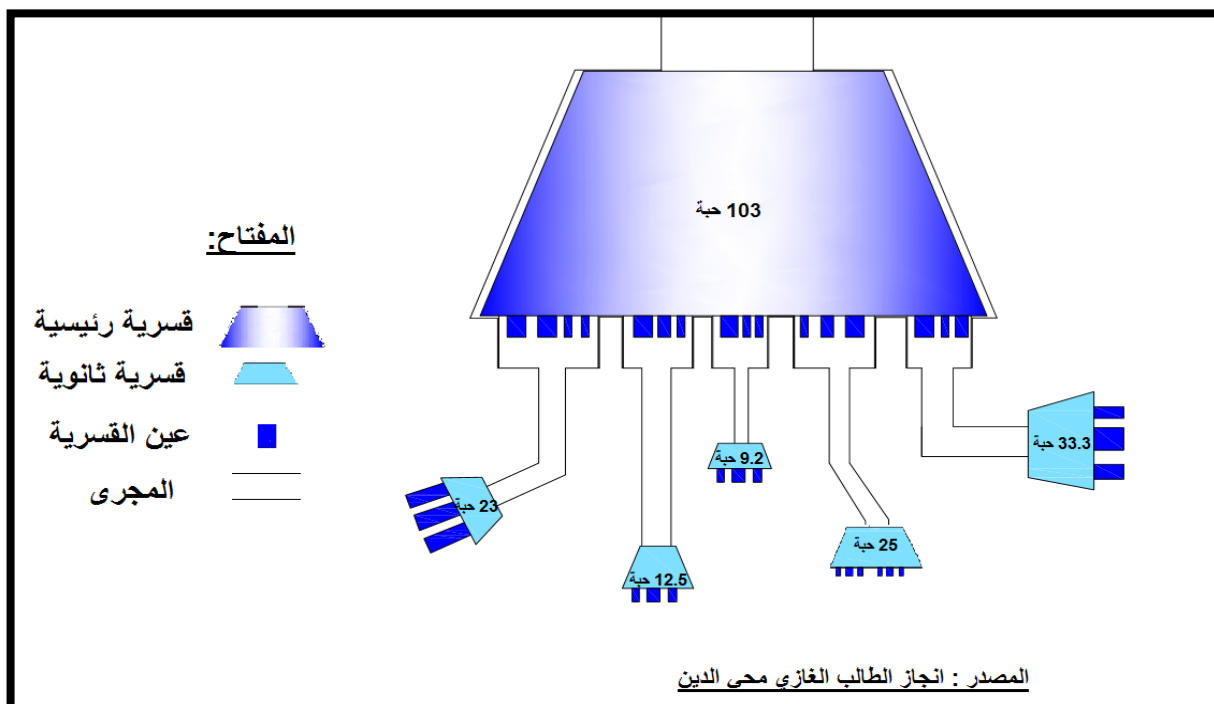 103 حبة
المفتاح:
قسرية رئيسية
قسرية ثانوية
عين القسرية
المجرى
33.3 حبة
9.2 حبة
23 حبة
25 حبة
12.5 حبة
المصدر : انجاز الطالب الغازي محي الدين